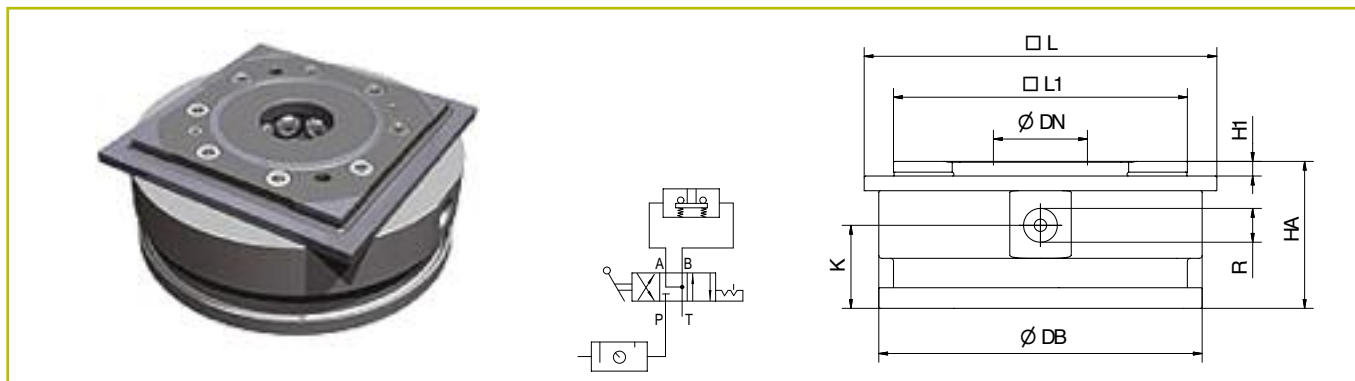 □ L
□ L1
Ø DN
H1
HA
K
R
A B
P T
Ø DB